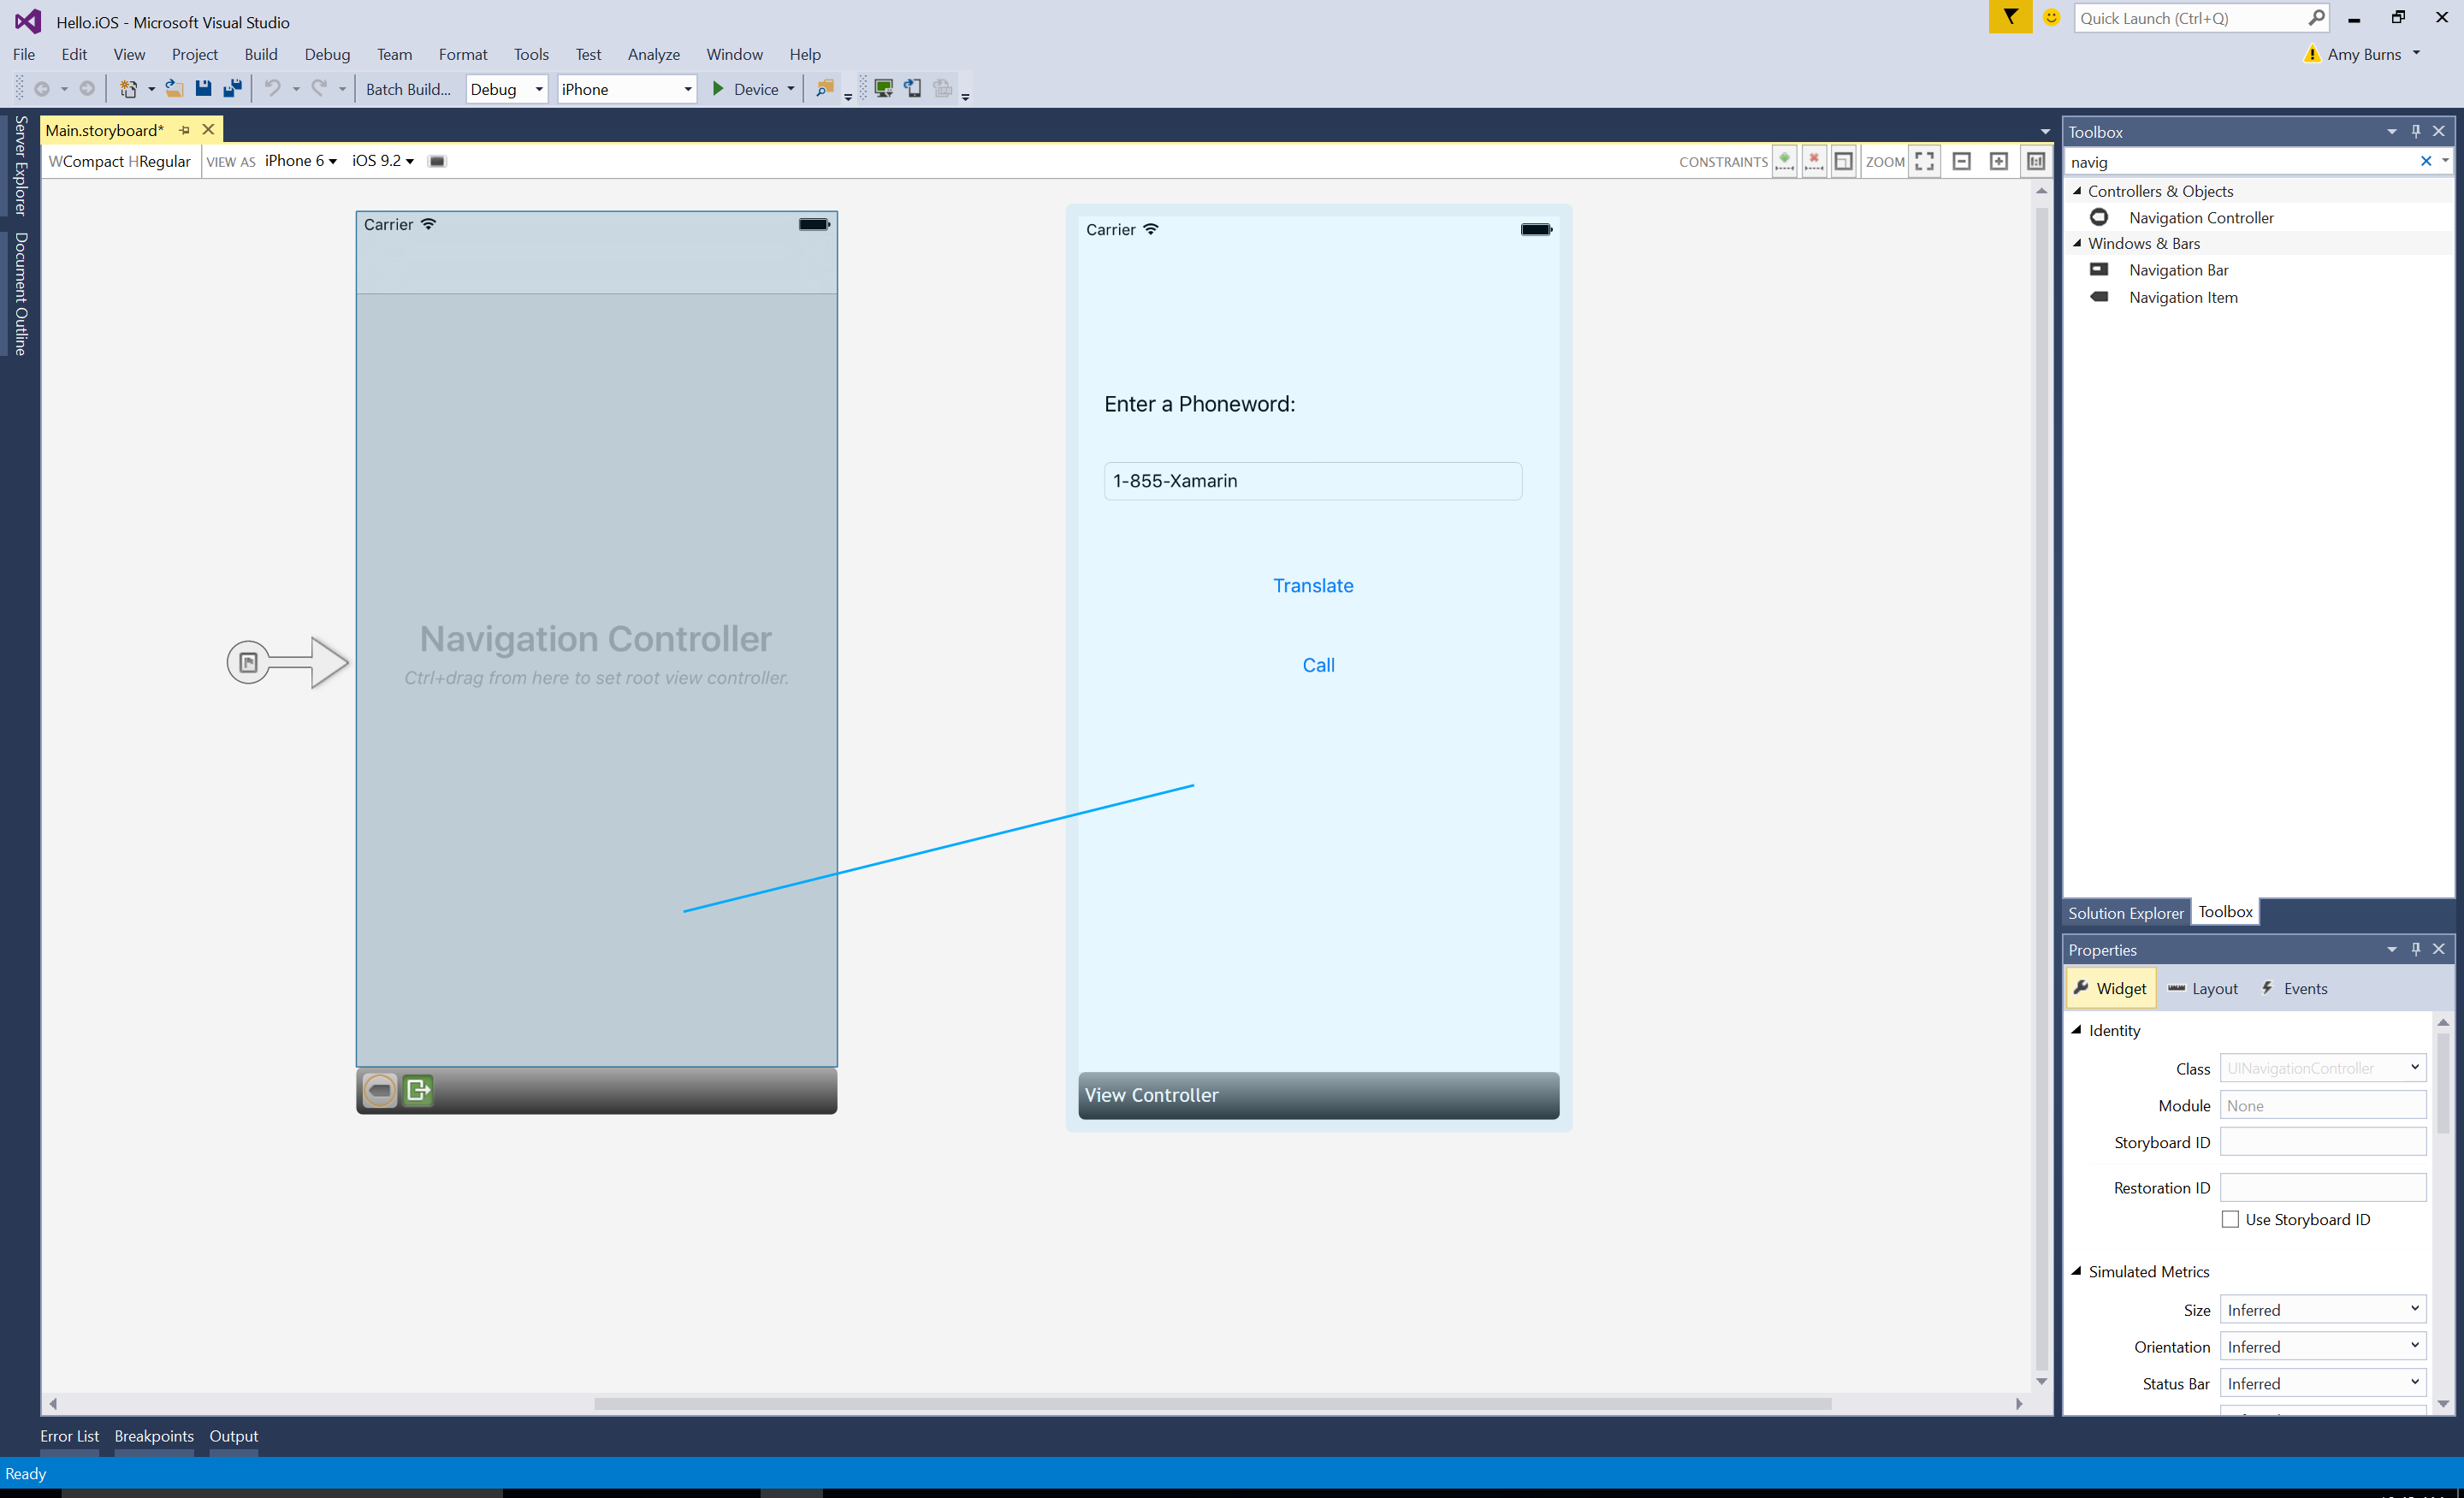 Hello.iOS - Microsoft Visual Studio
Quick Launch (Ctrl+Q)
File Edit View Project Build Debug Team Format Tools Test Analyze Window Help
Amy Burns
Batch Build... Debug iPhone Device
Server Explorer
Document Outline
Main.storyboard*
WCompact HRegular VIEW AS iPhone 6 iOS 9.2
CONSTRAINTS ZOOM
Carrier
Navigation Controller
Ctrl+drag from here to set root view controller.
Carrier
Enter a Phoneword:
1-855-Xamarin
Translate
Call
View Controller
Toolbox
navig
Controllers & Objects
Navigation Controller
Windows & Bars
Navigation Bar
Navigation Item
Solution Explorer Toolbox
Properties
Widget Layout Events
Identity
Class UINavigationController
Module None
Storyboard ID
Restoration ID
Use Storyboard ID
Simulated Metrics
Size Inferred
Orientation Inferred
Status Bar Inferred
Error List Breakpoints Output
Ready